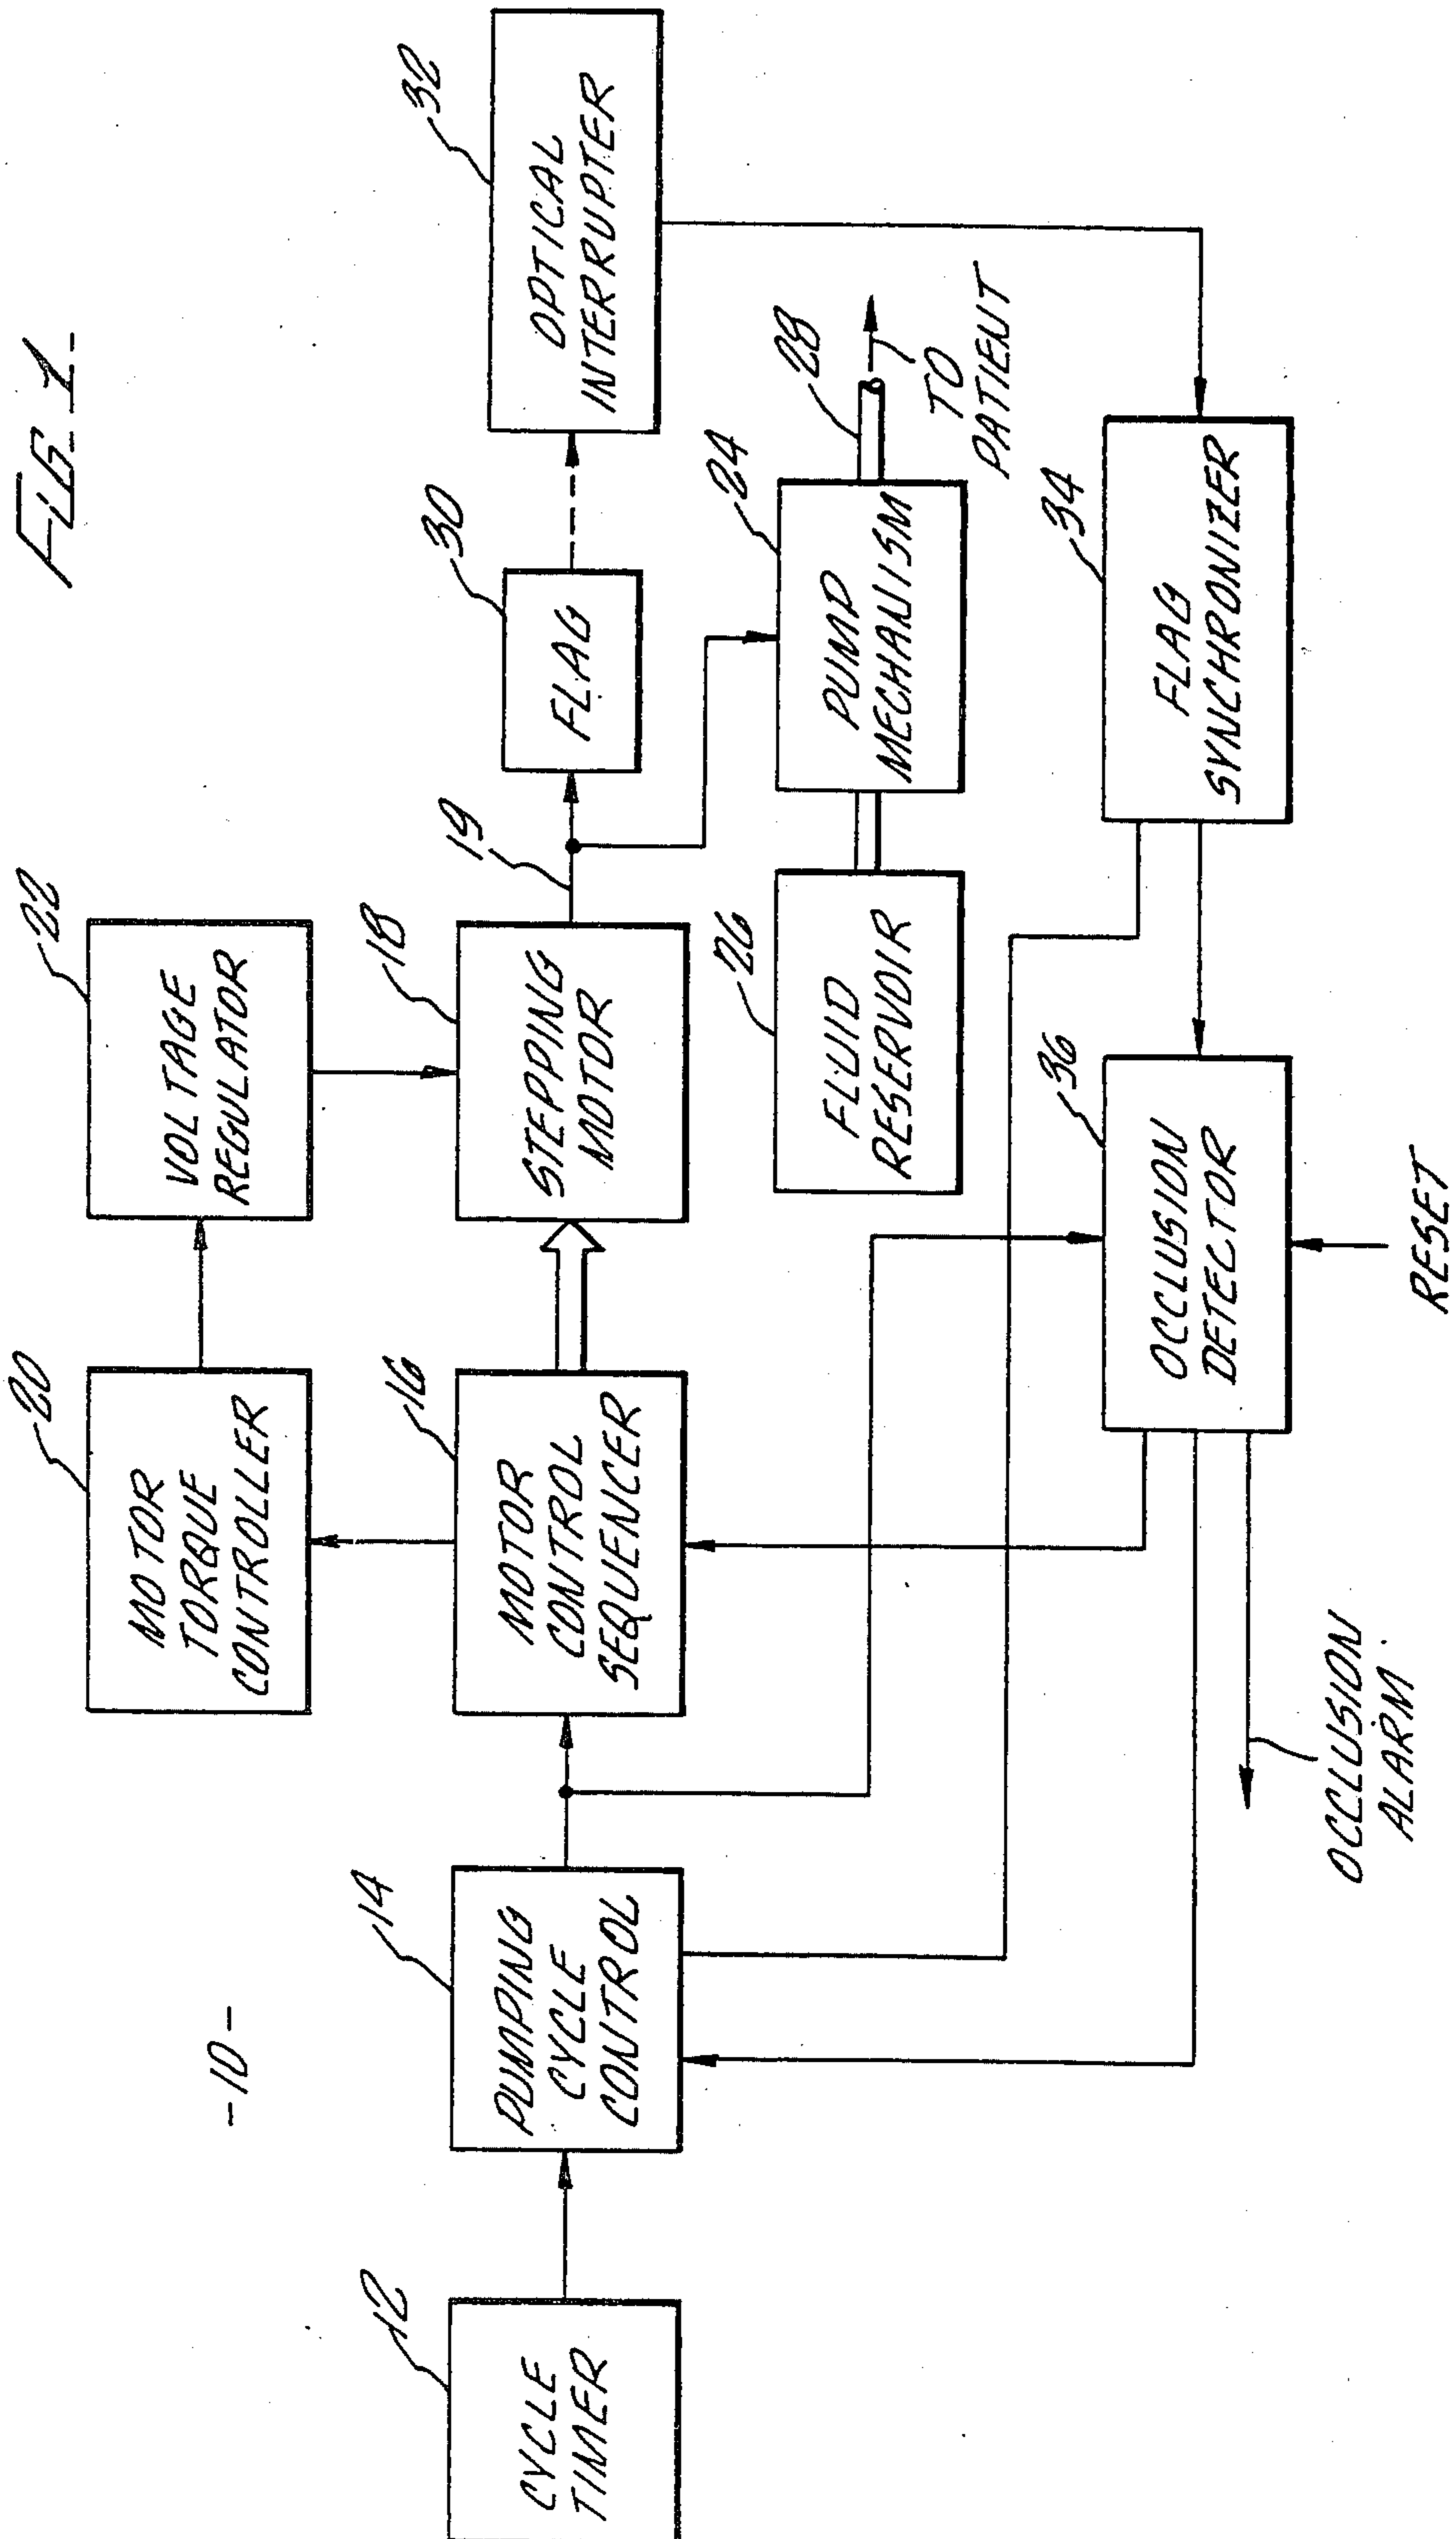 FIG. 1.
-10-
20
MOTOR
TORQUE
CONTROLLER
22
VOLTAGE
REGULATOR
12
CYCLE
TIMER
14
PUMPING
CYCLE
CONTROL
16
MOTOR
CONTROL
SEQUENCER
18
STEPPING
MOTOR
19
30
FLAG
32
OPTICAL
INTERRUPTER
26
FLUID
RESERVOIR
24
PUMP
MECHANISM
28
TO
PATIENT
36
OCCLUSION
DETECTOR
34
FLAG
SYNCHRONIZER
OCCLUSION
ALARM
RESET